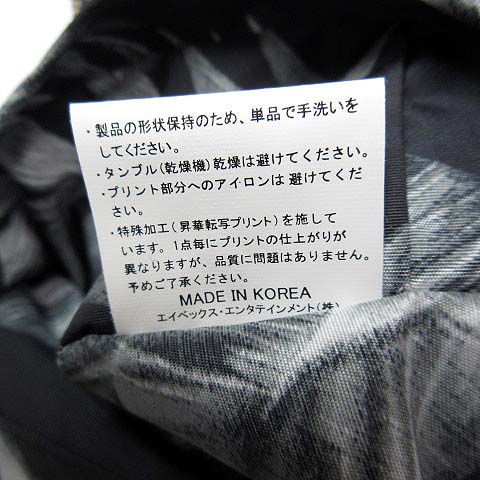 ・製品の形状保持のため、単品で手洗いを
してください。
・タンブル(乾燥機)乾燥は避けてください。
・プリント部分へのアイロンは 避けてくだ
さい。
・特殊加工(昇華転写プリント)を施して
います。1点毎にプリントの仕上がりが
異なりますが、品質に問題はありません。
予めご了承ください。
MADE IN KOREA
エイベックス・エンタテインメント(株)